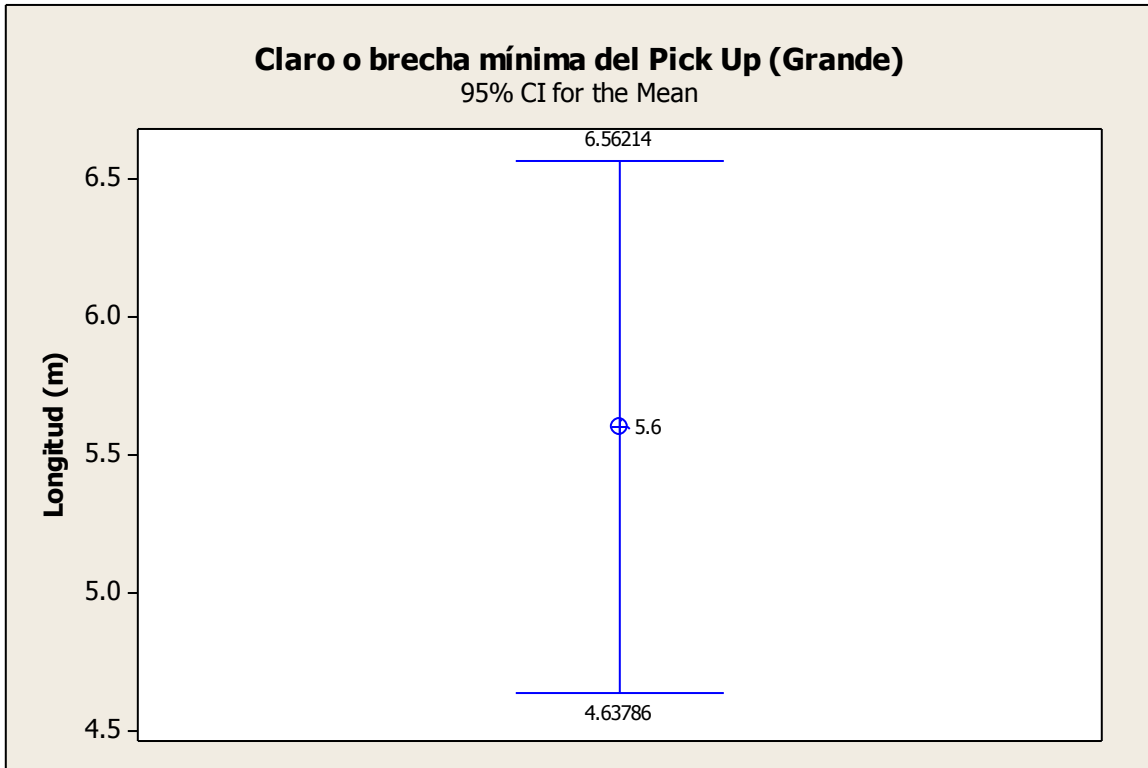 Claro o brecha mínima del Pick Up (Grande)
95% CI for the Mean
6.56214
6.5
6.0
5.6
5.5
5.0
4.63786
4.5
Longitud (m)